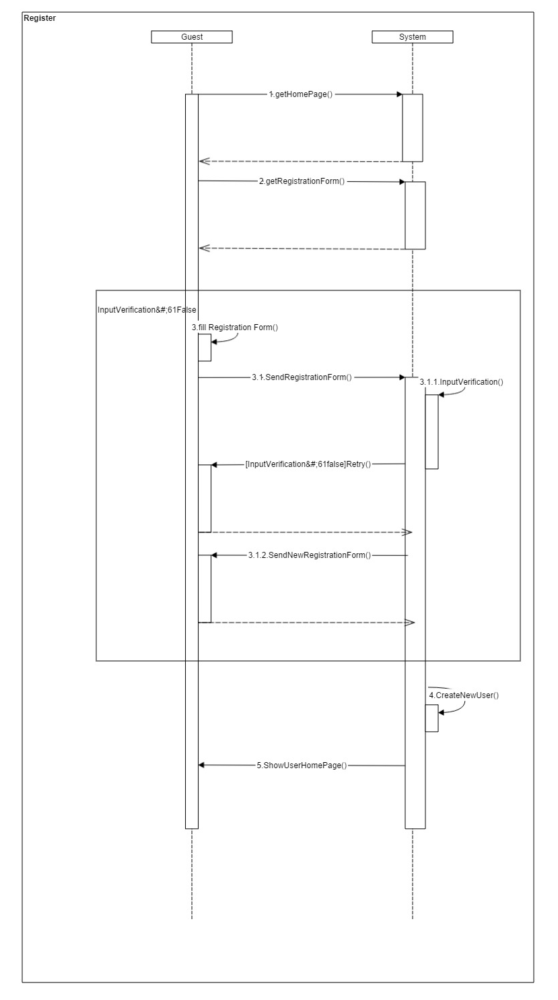 Register
Guest
System
1.getHomePage()
2.getRegistrationForm()
InputVerification&#;61False
3.fill Registration Form()
3.1.SendRegistrationForm()
3.1.1.InputVerification()
[InputVerification&#;61false]Retry()
3.1.2.SendNewRegistrationForm()
4.CreateNewUser()
5.ShowUserHomePage()